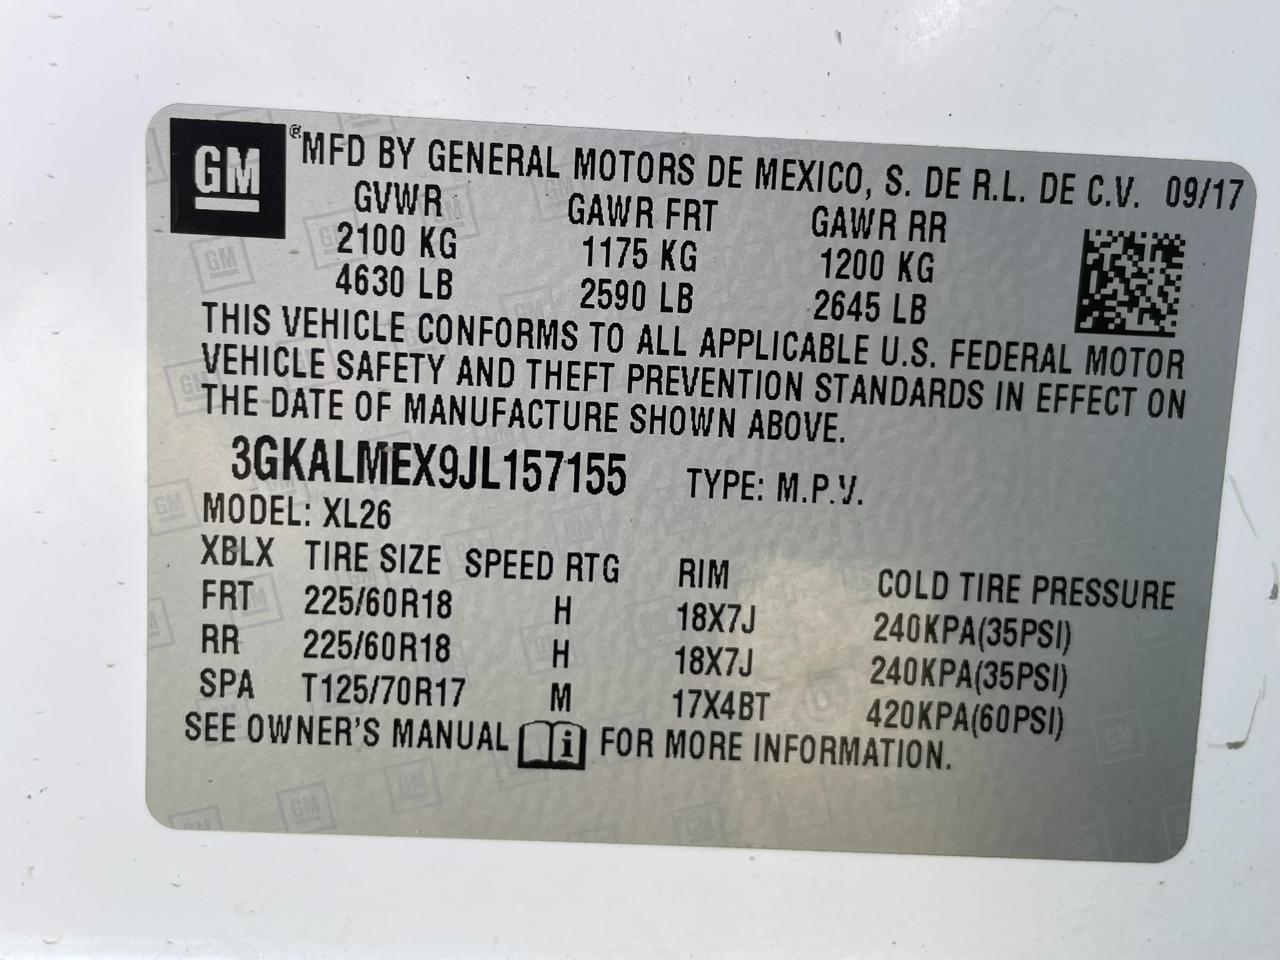 GM ® MFD BY GENERAL MOTORS DE MEXICO, S. DE R.L. DE C.V. 09/17
GVWR GAWR FRT GAWR RR
2100 KG 1175 KG 1200 KG
4630 LB 2590 LB 2645 LB
THIS VEHICLE CONFORMS TO ALL APPLICABLE U.S. FEDERAL MOTOR
VEHICLE SAFETY AND THEFT PREVENTION STANDARDS IN EFFECT ON
THE DATE OF MANUFACTURE SHOWN ABOVE.
3GKALMEX9JL157155 TYPE: M.P.V.
MODEL: XL26
XBLX TIRE SIZE SPEED RTG RIM COLD TIRE PRESSURE
FRT 225/60R18 H 18X7J 240KPA(35PSI)
RR 225/60R18 H 18X7J 240KPA(35PSI)
SPA T125/70R17 M 17X4BT 420KPA(60PSI)
SEE OWNER'S MANUAL i FOR MORE INFORMATION.